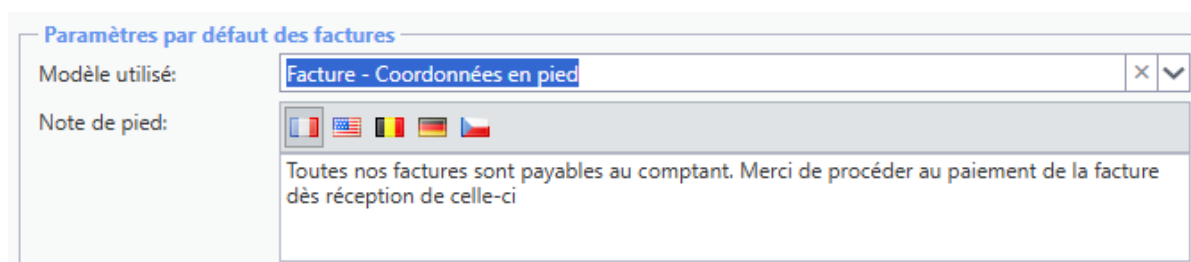 Paramètres par défaut des factures
Modèle utilisé: Facture - Coordonnées en pied
Note de pied:
Toutes nos factures sont payables au comptant. Merci de procéder au paiement de la facture
dès réception de celle-ci